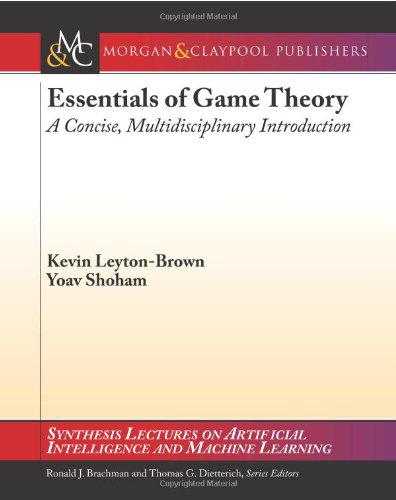 Copyrighted Material
M
&C
MORGAN&CLAYPOOL PUBLISHERS
Essentials of Game Theory
A Concise, Multidisciplinary Introduction
Kevin Leyton-Brown
Yoav Shoham
SYNTHESIS LECTURES ON ARTIFICIAL
INTELLIGENCE AND MACHINE LEARNING
Ronald J. Brachman and Thomas G. Dietterich, Series Editors
Copyrighted Material